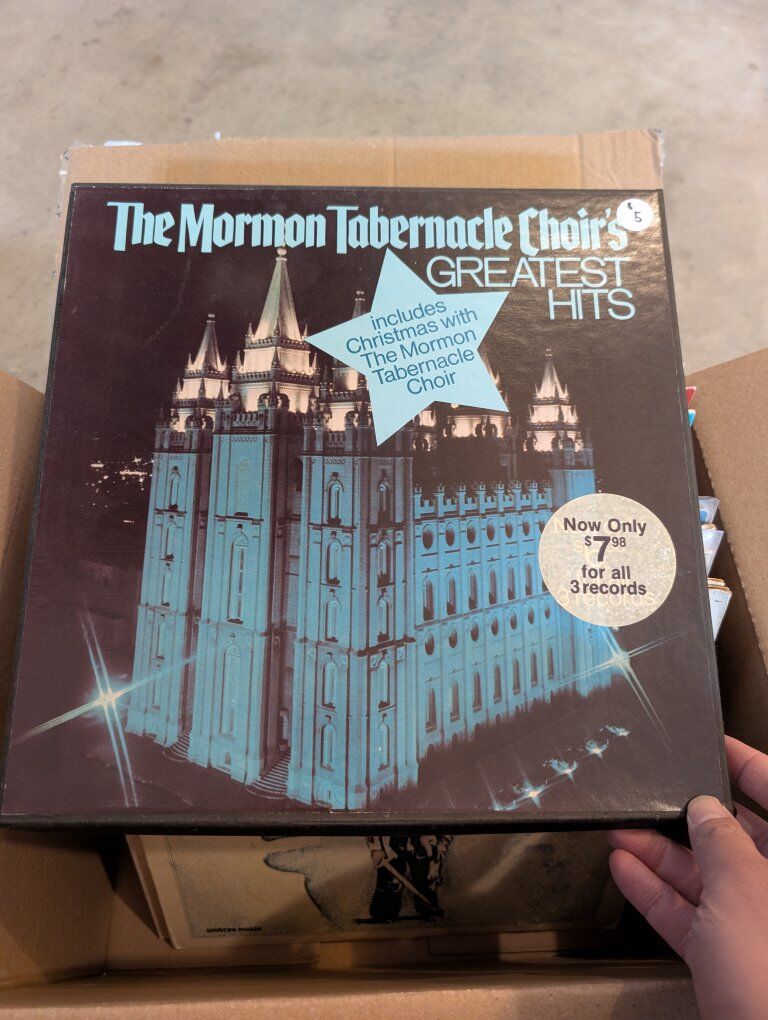 The Mormon Tabernacle Choir's
GREATEST
HITS
$5
includes
Christmas with
The Mormon
Tabernacle
Choir
Now Only
$7.98
for all
3 records